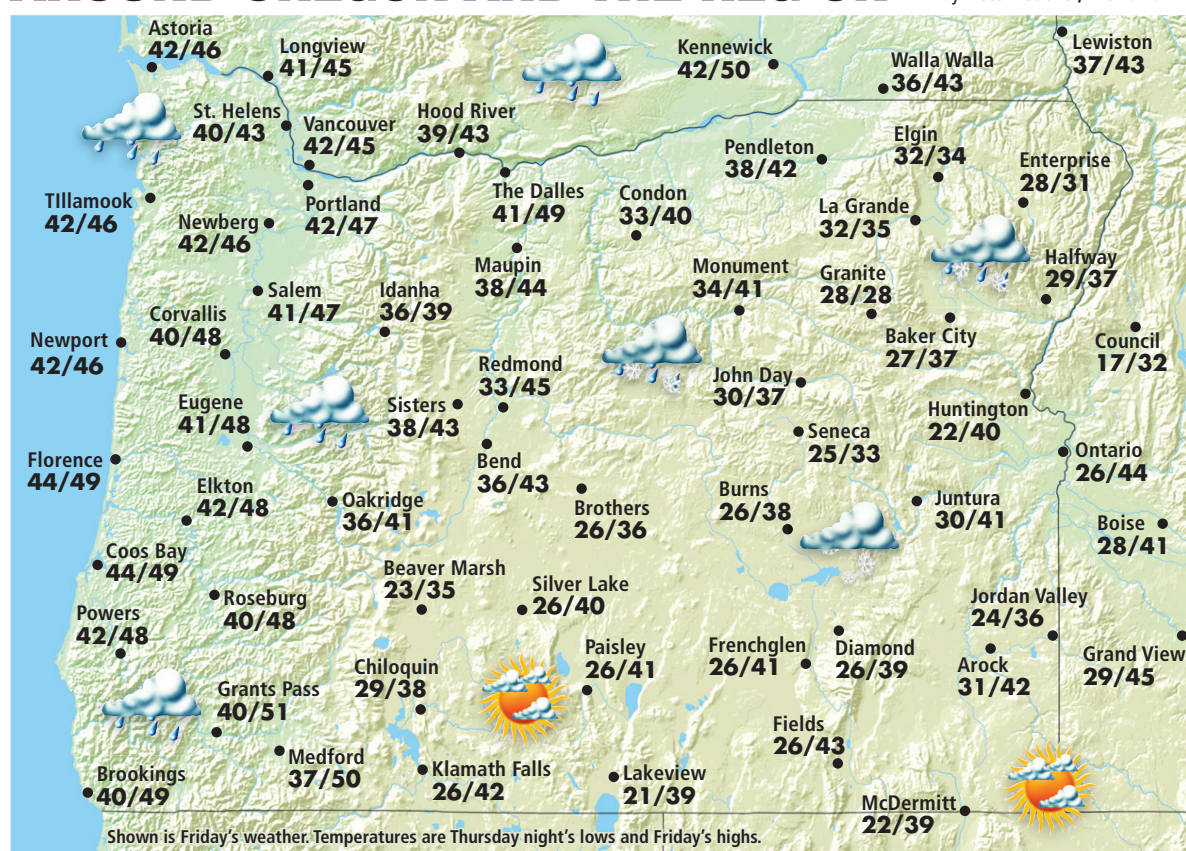 Astoria
42/46
Longview
41/45
Kennewick
42/50
Walla Walla
36/43
Lewiston
37/43
St. Helens
40/43
Vancouver
42/45
Hood River
39/43
Pendleton
38/42
Elgin
32/34
Enterprise
28/31
TIllamook
42/46
Newberg
42/46
Portland
42/47
The Dalles
41/49
Condon
33/40
La Grande
32/35
Maupin
38/44
Monument
34/41
Granite
28/28
Halfway
29/37
Salem
41/47
Idanha
36/39
Corvallis
40/48
Newport
42/46
Baker City
27/37
Council
17/32
Redmond
33/45
John Day
30/37
Eugene
41/48
Sisters
38/43
Huntington
22/40
Seneca
25/33
Ontario
26/44
Florence
44/49
Bend
36/43
Elkton
42/48
Oakridge
36/41
Brothers
26/36
Burns
26/38
Juntura
30/41
Boise
28/41
Coos Bay
44/49
Beaver Marsh
23/35
Silver Lake
26/40
Roseburg
40/48
Jordan Valley
24/36
Powers
42/48
Paisley
26/41
Frenchglen
26/41
Diamond
26/39
Arock
31/42
Grand View
29/45
Chiloquin
29/38
Grants Pass
40/51
Fields
26/43
Medford
37/50
Klamath Falls
26/42
Lakeview
21/39
Brookings
40/49
McDermitt
22/39
Shown is Friday's weather. Temperatures are Thursday night's lows and Friday's highs.